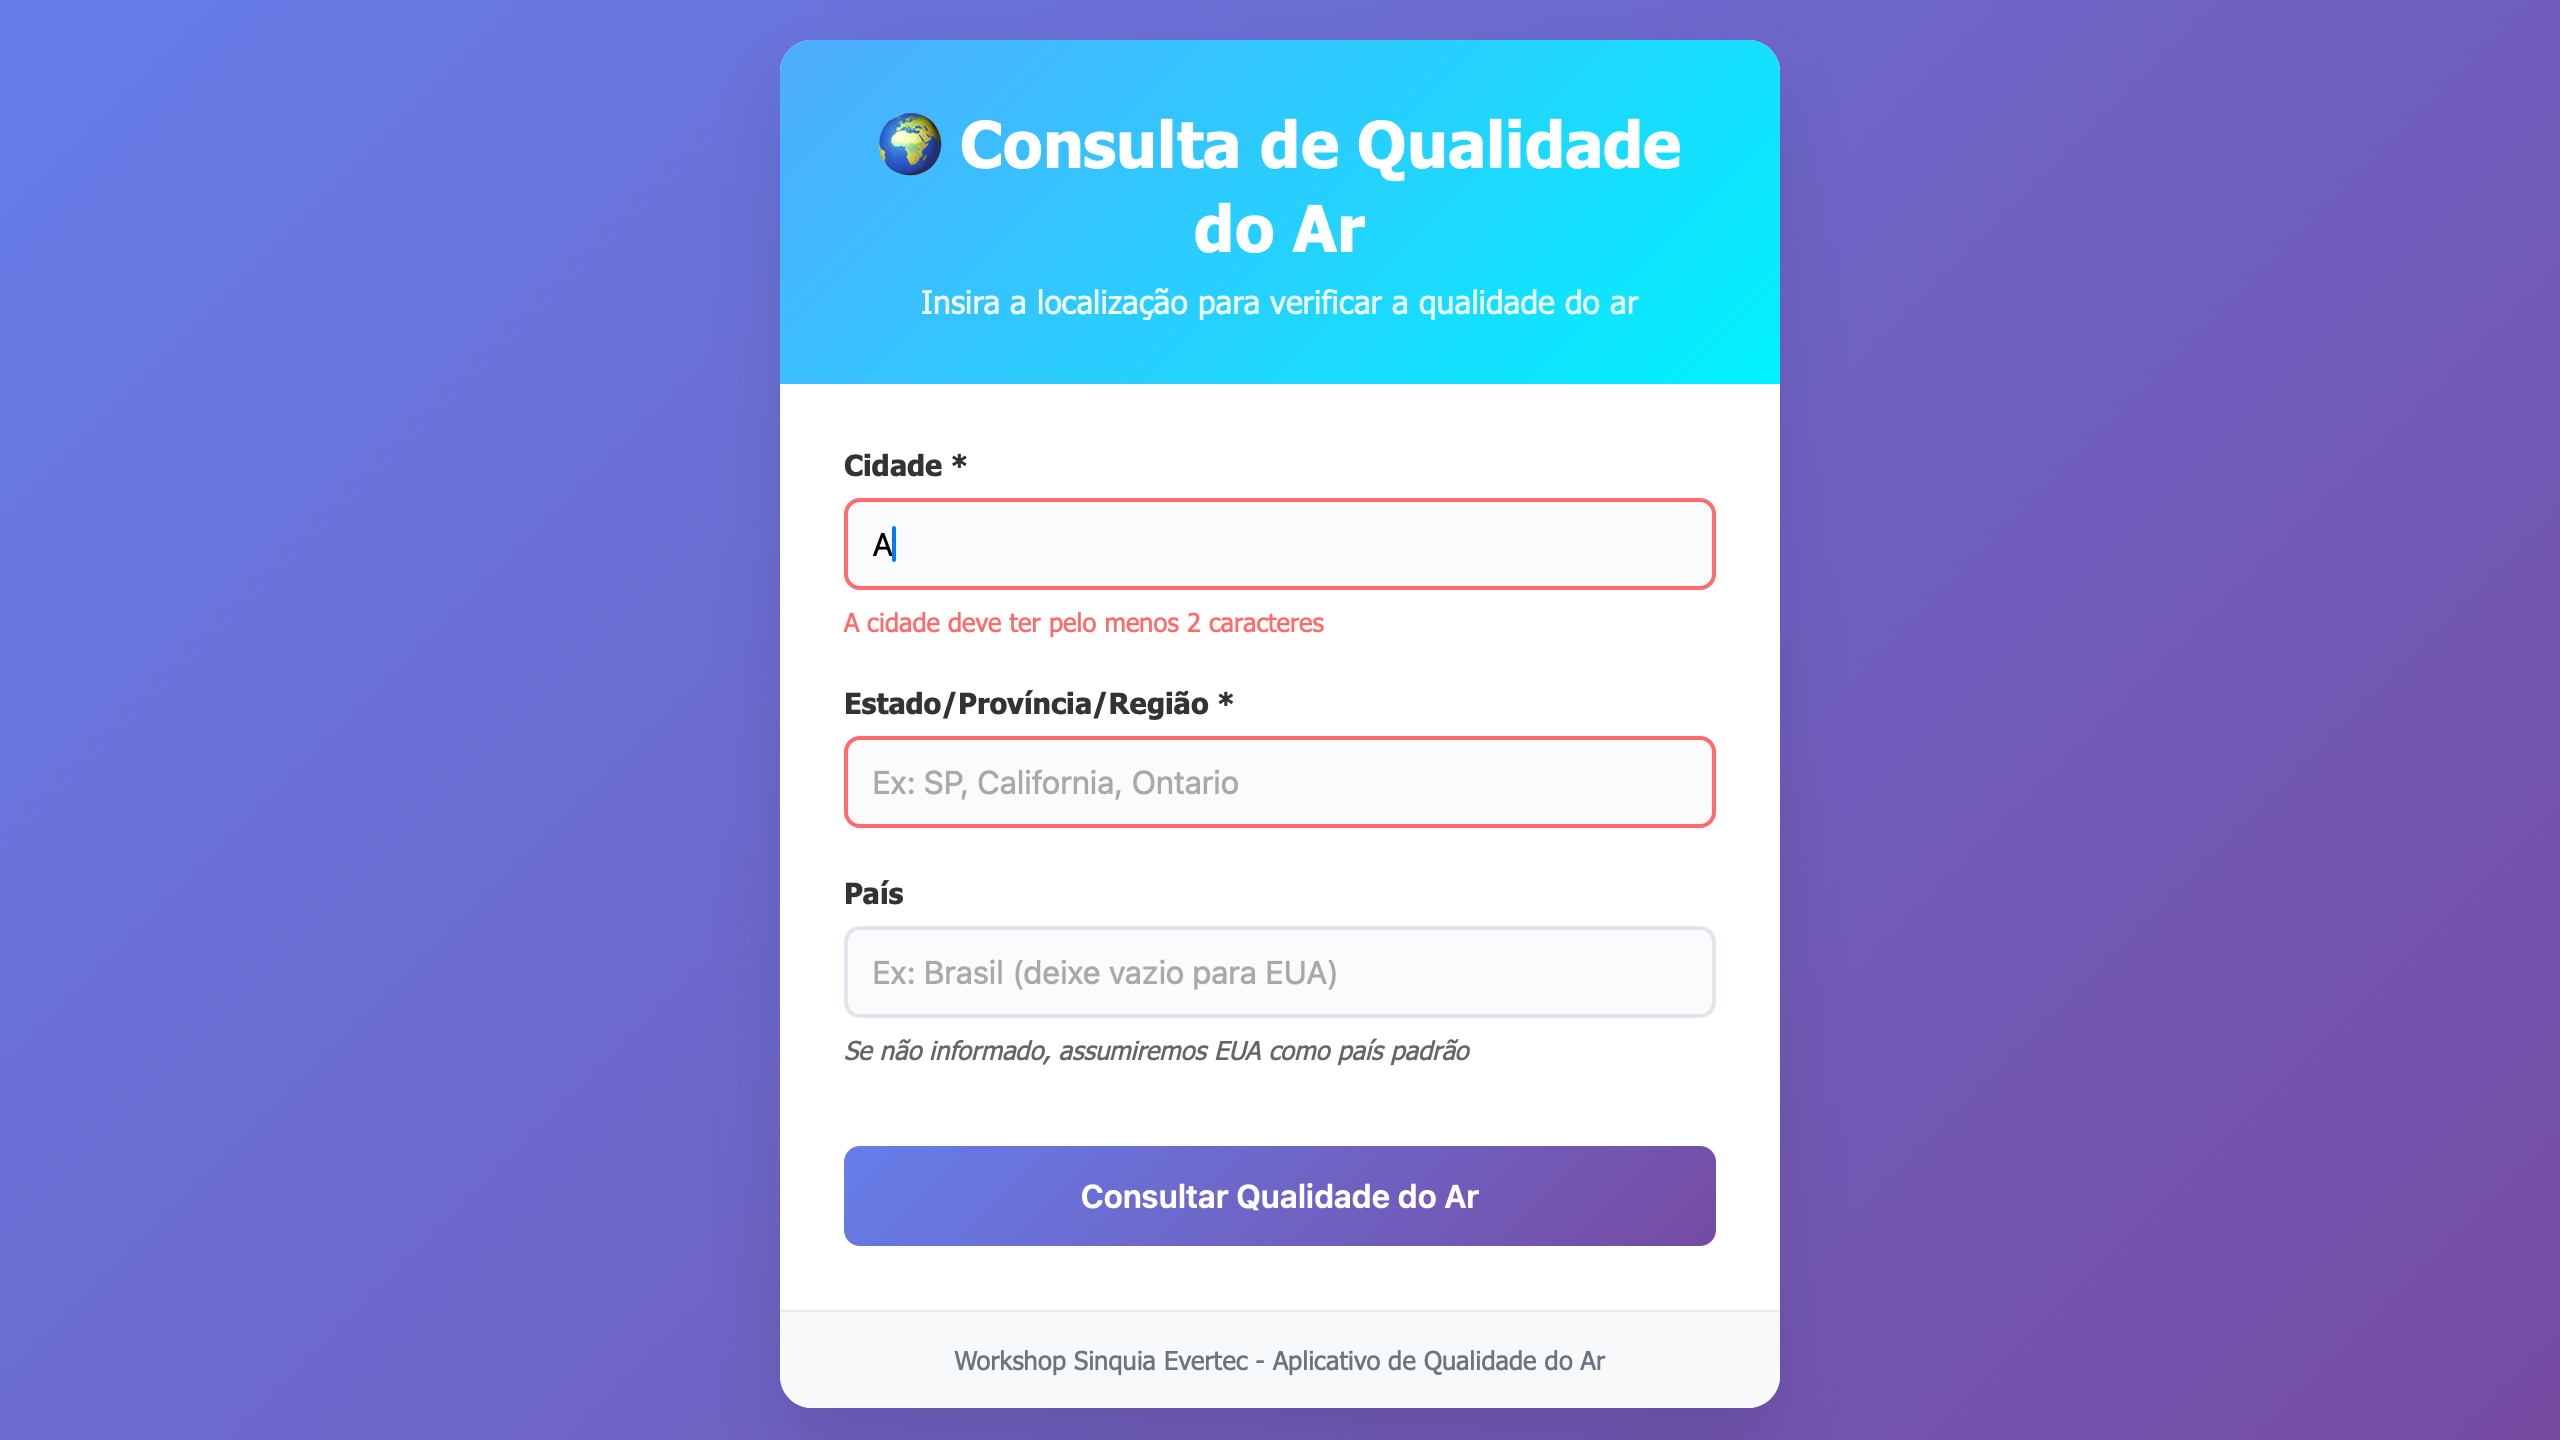 🌍 Consulta de Qualidade
do Ar
Insira a localização para verificar a qualidade do ar
Cidade *
A
A cidade deve ter pelo menos 2 caracteres
Estado/Província/Região *
Ex: SP, California, Ontario
País
Ex: Brasil (deixe vazio para EUA)
Se não informado, assumiremos EUA como país padrão
Consultar Qualidade do Ar
Workshop Sinquia Evertec - Aplicativo de Qualidade do Ar